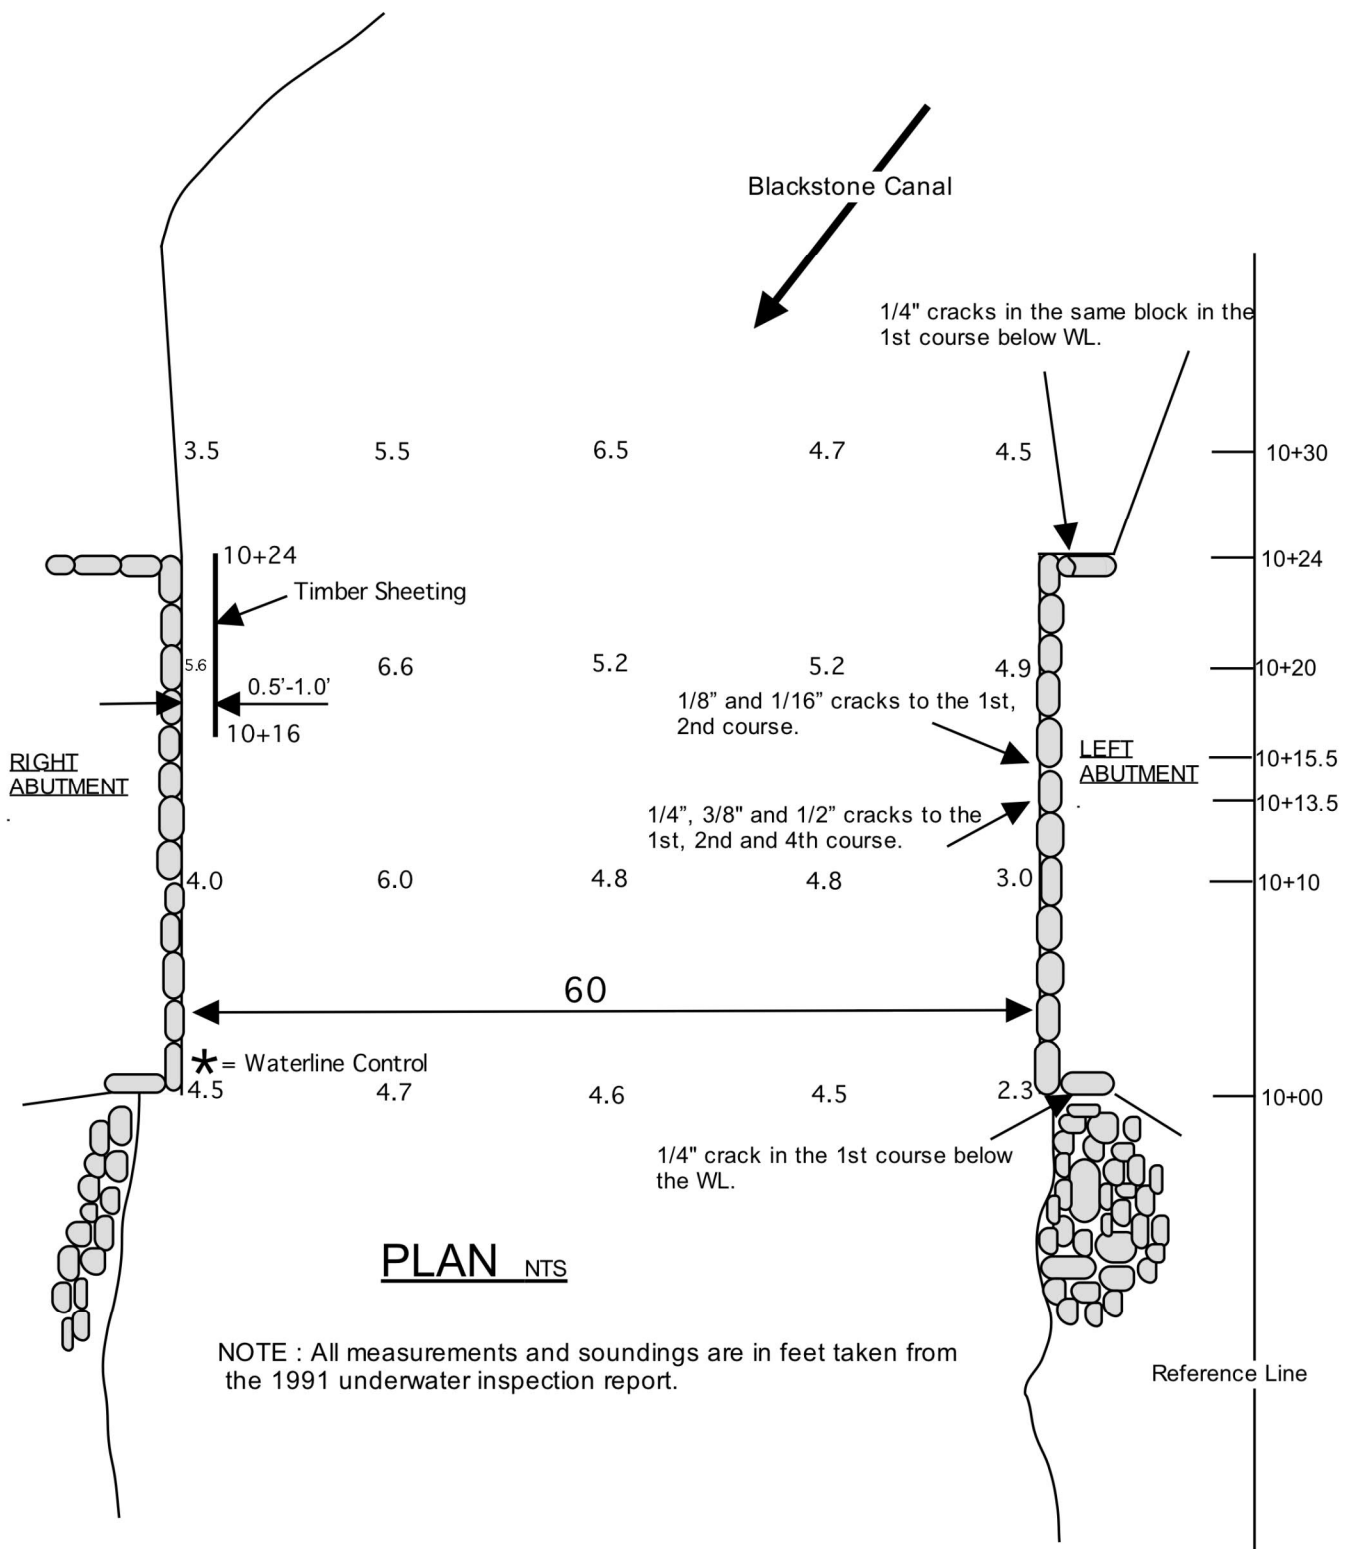 Blackstone Canal
1/4" cracks in the same block in the
1st course below WL.
3.5 5.5 6.5 4.7 4.5 10+30
10+24 10+24
Timber Sheeting
5.6 6.6 5.2 5.2 4.9 10+20
0.5’-1.0’
1/8” and 1/16” cracks to the 1st,
2nd course.
10+16
RIGHT
ABUTMENT
LEFT
ABUTMENT
10+15.5
10+13.5
1/4”, 3/8" and 1/2” cracks to the
1st, 2nd and 4th course.
4.0 6.0 4.8 4.8 3.0 10+10
60
* = Waterline Control
4.5 4.7 4.6 4.5 2.3 10+00
1/4" crack in the 1st course below
the WL.
PLAN NTS
NOTE : All measurements and soundings are in feet taken from
the 1991 underwater inspection report.
Reference Line